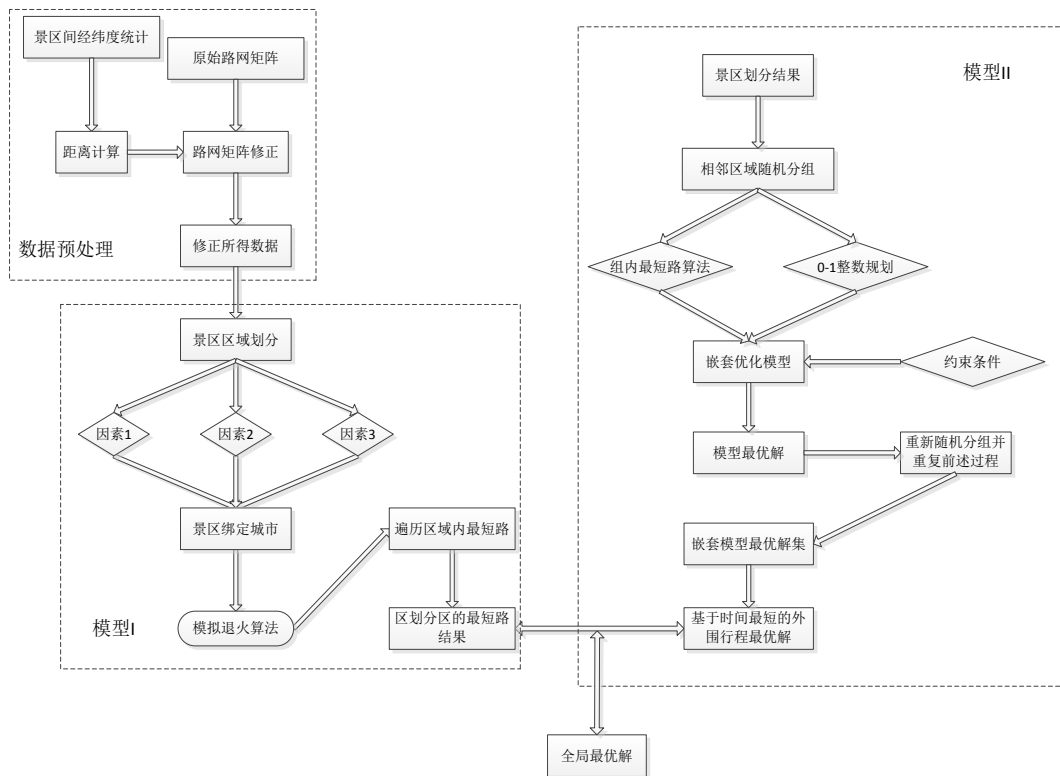 景区间经纬度统计
原始路网矩阵
距离计算
路网矩阵修正
修正所得数据
数据预处理
景区区域划分
因素1
因素2
因素3
景区绑定城市
遍历区域内最短路
模拟退火算法
区划分区的最短路
结果
模型I
模型II
景区划分结果
相邻区域随机分组
组内最短路算法
0-1整数规划
嵌套优化模型
约束条件
模型最优解
重新随机分组并
重复前述过程
嵌套模型最优解集
基于时间最短的外
围行程最优解
全局最优解